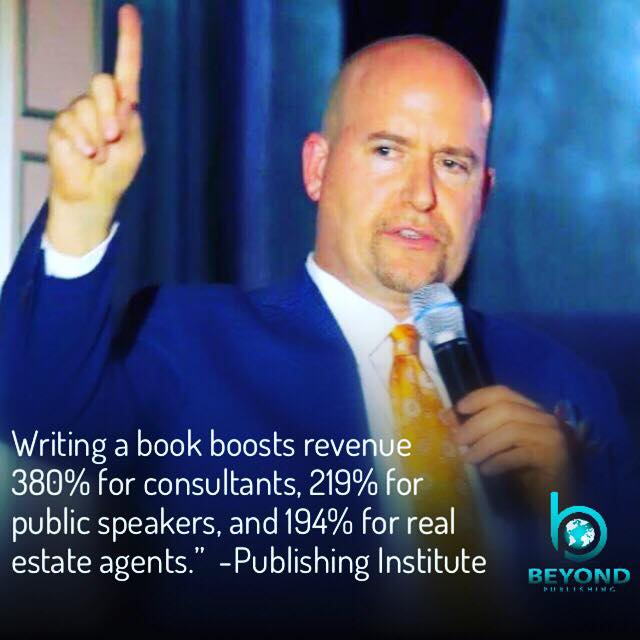 Writing a book boosts revenue
380% for consultants, 219% for
public speakers, and 194% for real
estate agents.” -Publishing Institute
b
BEYOND
PUBLISHING